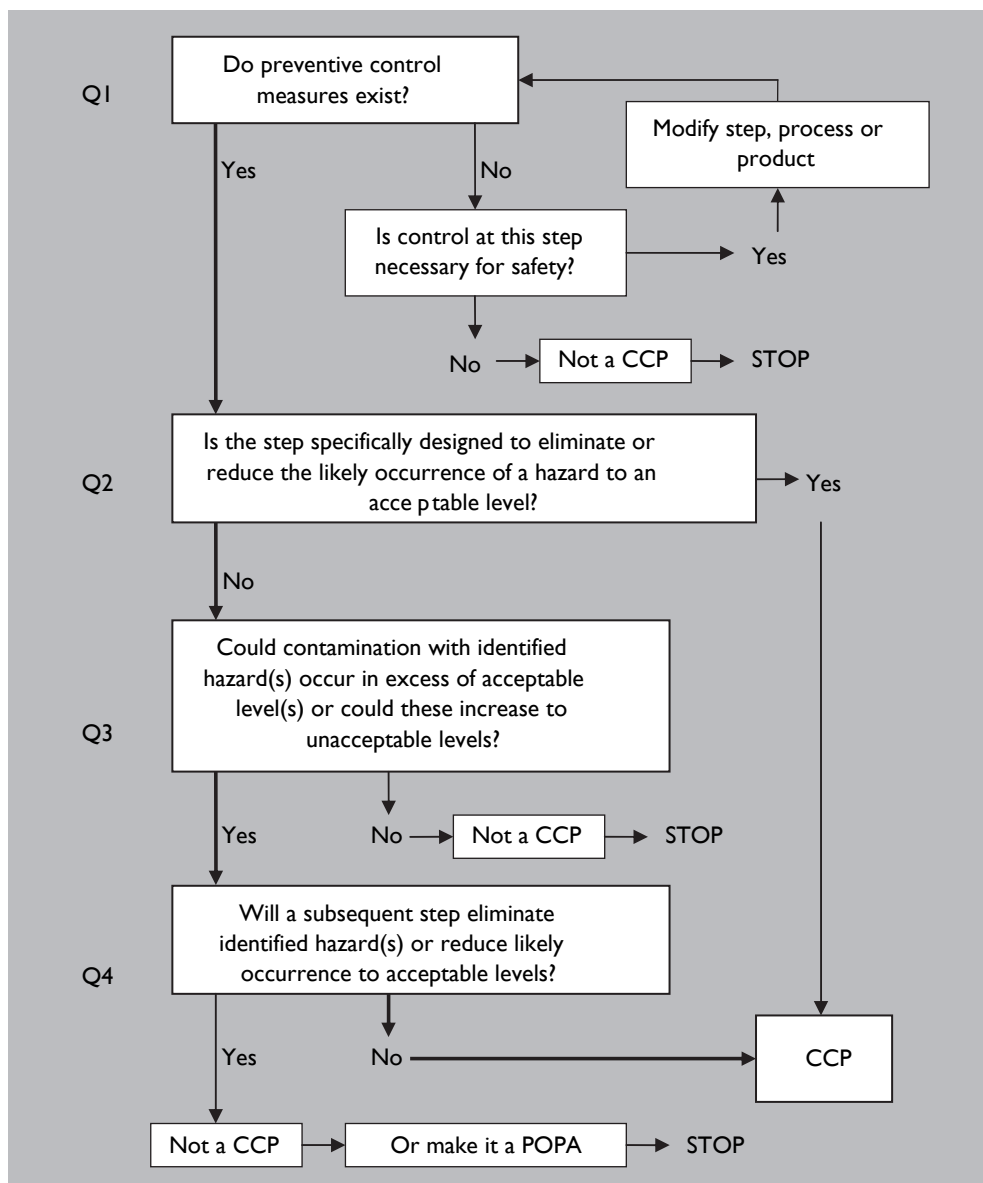 Q1
Do preventive control
measures exist?
Modify step, process or
product
Yes
No
Is control at this step
necessary for safety?
Yes
No
Not a CCP
STOP
Q2
Is the step specifically designed to eliminate or
reduce the likely occurrence of a hazard to an
acce ptable level?
Yes
No
Q3
Could contamination with identified
hazard(s) occur in excess of acceptable
level(s) or could these increase to
unacceptable levels?
Yes
No
Not a CCP
STOP
Q4
Will a subsequent step eliminate
identified hazard(s) or reduce likely
occurrence to acceptable levels?
Yes
No
CCP
Not a CCP
Or make it a POPA
STOP